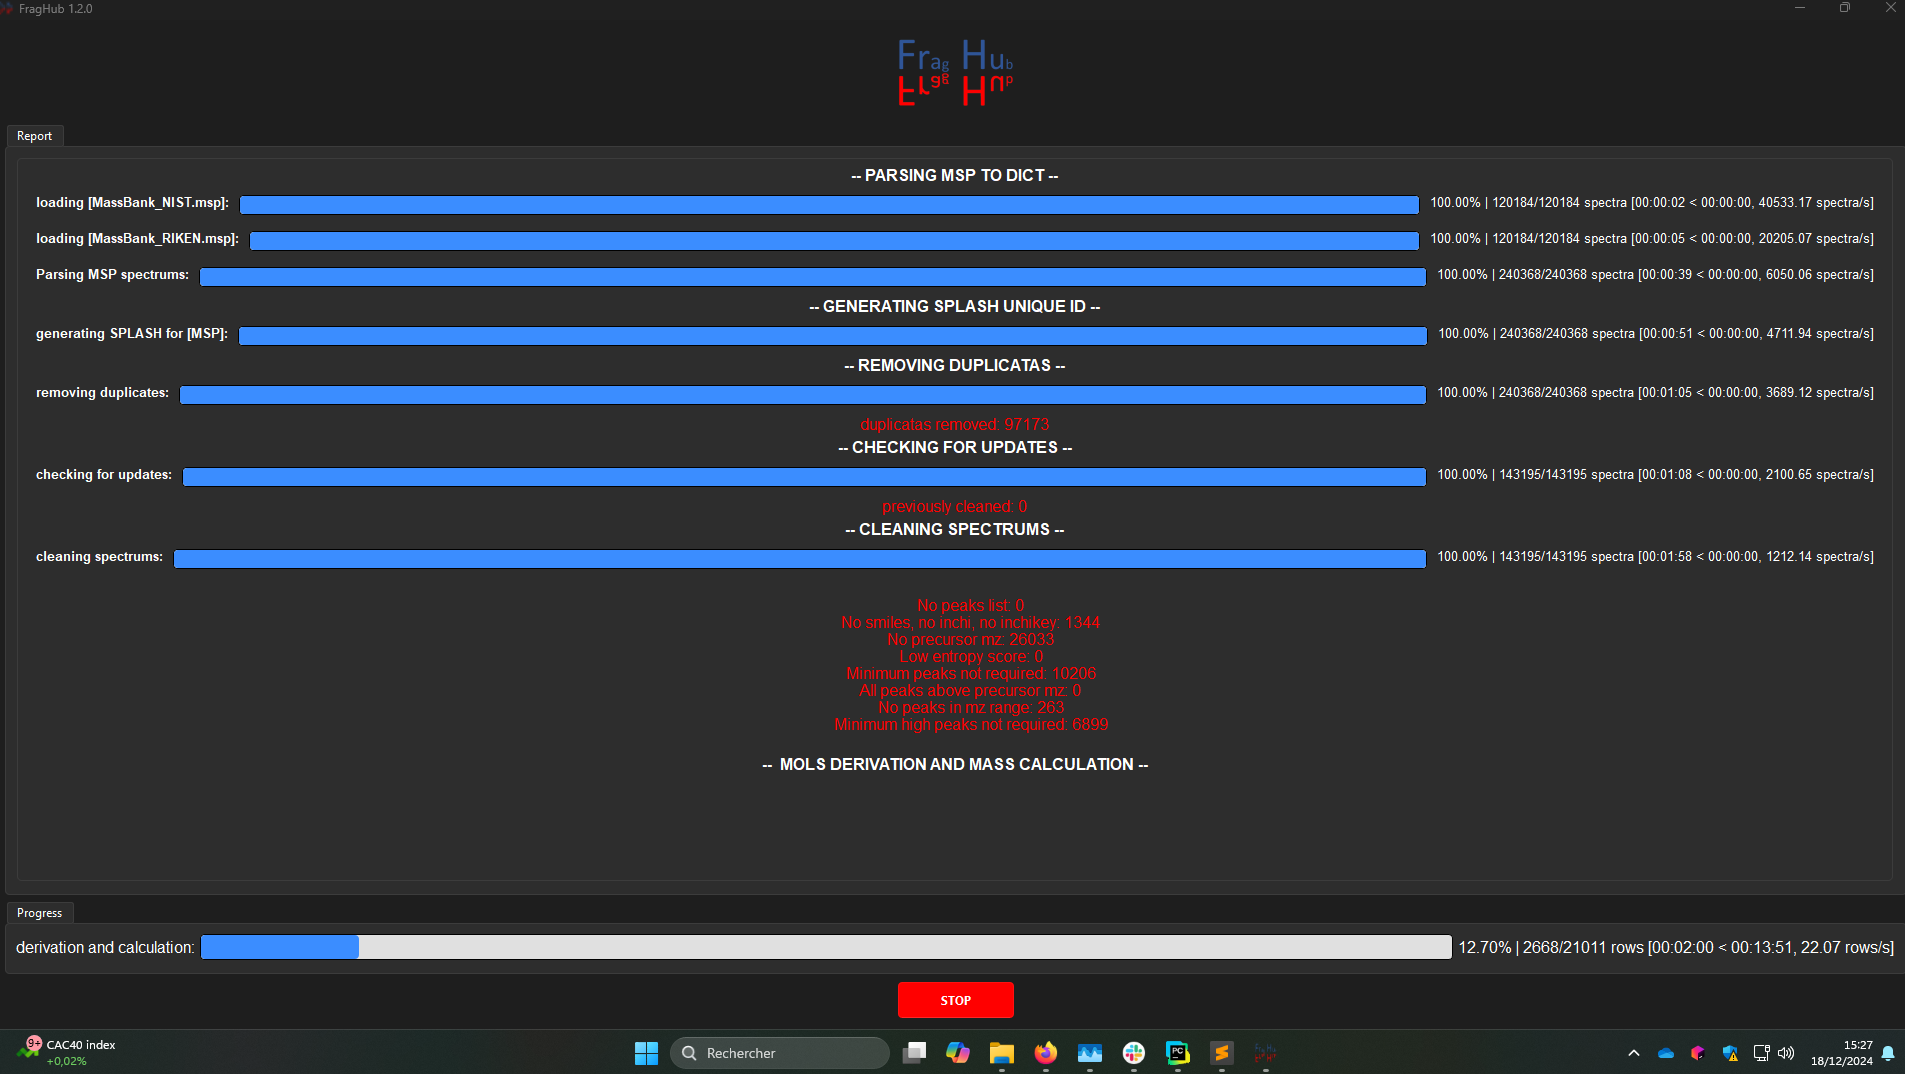 FragHub 1.2.0
Frag Hub
Frag Hub
Report
-- PARSING MSP TO DICT --
loading [MassBank_NIST.msp]: 100.00% | 120184/120184 spectra [00:00:02 < 00:00:00, 40533.17 spectra/s]
loading [MassBank_RIKEN.msp]: 100.00% | 120184/120184 spectra [00:00:05 < 00:00:00, 20205.07 spectra/s]
Parsing MSP spectrums: 100.00% | 240368/240368 spectra [00:00:39 < 00:00:00, 6050.06 spectra/s]
-- GENERATING SPLASH UNIQUE ID --
generating SPLASH for [MSP]: 100.00% | 240368/240368 spectra [00:00:51 < 00:00:00, 4711.94 spectra/s]
-- REMOVING DUPLICATAS --
removing duplicates: 100.00% | 240368/240368 spectra [00:01:05 < 00:00:00, 3689.12 spectra/s]
duplicatas removed: 97173
-- CHECKING FOR UPDATES --
checking for updates: 100.00% | 143195/143195 spectra [00:01:08 < 00:00:00, 2100.65 spectra/s]
previously cleaned: 0
-- CLEANING SPECTRUMS --
cleaning spectrums: 100.00% | 143195/143195 spectra [00:01:58 < 00:00:00, 1212.14 spectra/s]
No peaks list: 0
No smiles, no inchi, no inchikey: 1344
No precursor mz: 26033
Low entropy score: 0
Minimum peaks not required: 10206
All peaks above precursor mz: 0
No peaks in mz range: 263
Minimum high peaks not required: 6899
-- MOLS DERIVATION AND MASS CALCULATION --
Progress
derivation and calculation: 12.70% | 2668/21011 rows [00:02:00 < 00:13:51, 22.07 rows/s]
STOP
9+
CAC40 index
+0,02%
Rechercher
PC
15:27
18/12/2024